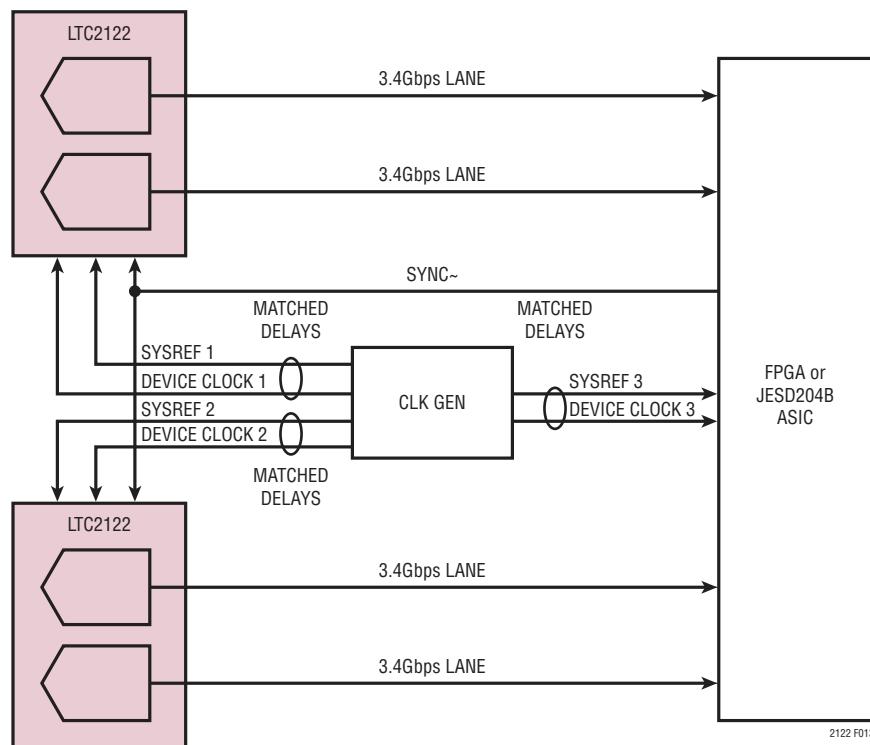 LTC2122
3.4Gbps LANE
3.4Gbps LANE
SYNC~
MATCHED
DELAYS
MATCHED
DELAYS
SYSREF 1
DEVICE CLOCK 1
SYSREF 2
DEVICE CLOCK 2
CLK GEN
SYSREF 3
DEVICE CLOCK 3
FPGA or
JESD204B
ASIC
MATCHED
DELAYS
LTC2122
3.4Gbps LANE
3.4Gbps LANE
2122 F013